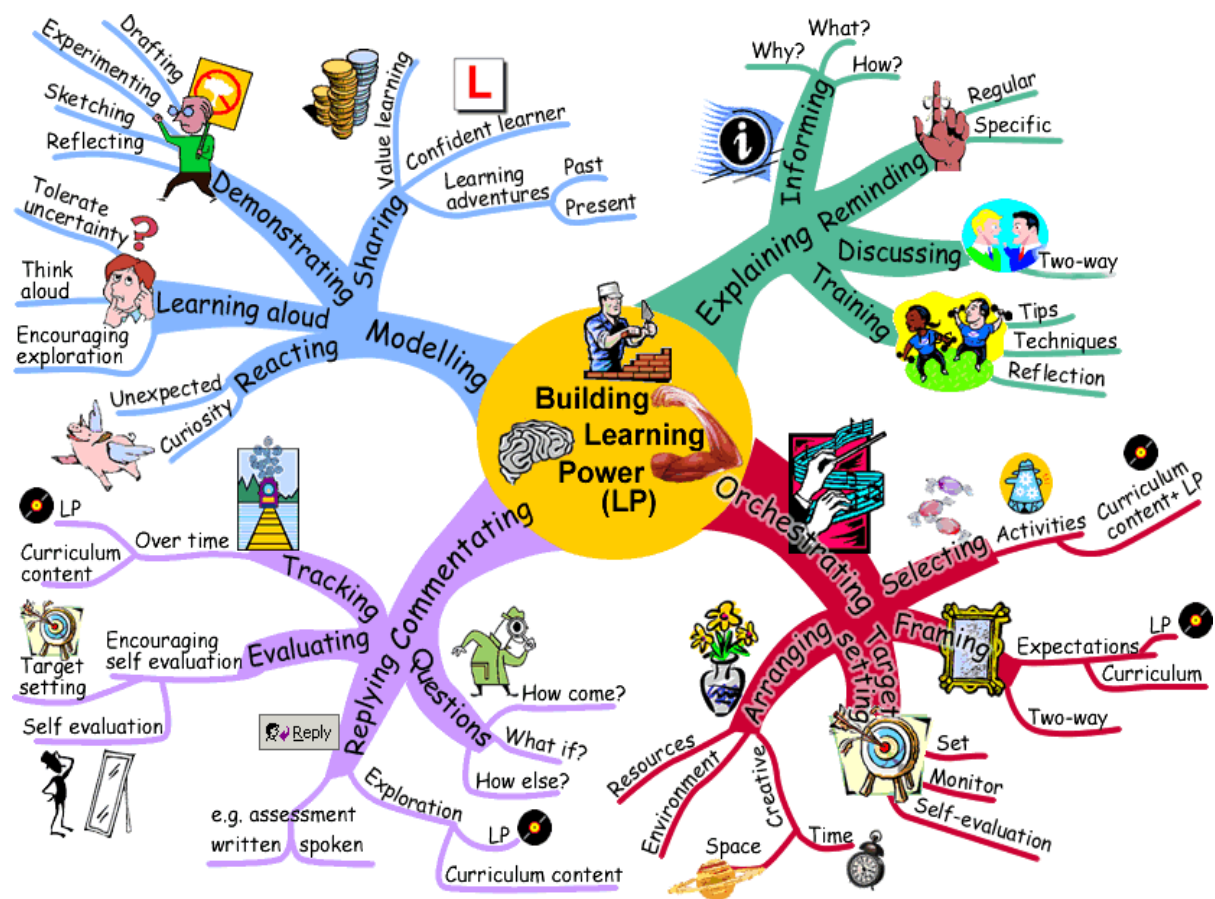 Building
Learning
Power
(LP)
Explaining
Informing
Why?
What?
How?
Reminding
Regular
Specific
Discussing
Two-way
Training
Tips
Techniques
Reflection
Orchestrating
Selecting
Activities
Curriculum
content+ LP
Framing
Expectations
LP
Curriculum
Two-way
Target
setting
Set
Monitor
Self-evaluation
Arranging
Resources
Environment
Creative
Time
Space
Commentating
Questions
How come?
What if?
How else?
Replying
Reply
Exploration
LP
Curriculum content
e.g. assessment
written
spoken
Evaluating
Encouraging
self evaluation
Target
setting
Self evaluation
Tracking
Over time
LP
Curriculum
content
Modelling
Reacting
Unexpected
Curiosity
Learning aloud
Tolerate
uncertainty
Think
aloud
Encouraging
exploration
Demonstrating
Drafting
Experimenting
Sketching
Reflecting
Sharing
Value learning
L
Confident learner
Learning
adventures
Past
Present
i
?